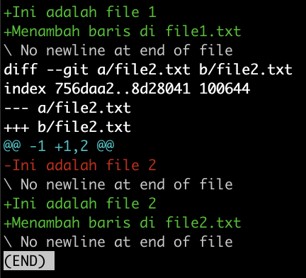 +Ini adalah file 1
+Menambah baris di file1.txt
\ No newline at end of file
diff --git a/file2.txt b/file2.txt
index 756daa2..8d28041 100644
--- a/file2.txt
+++ b/file2.txt
@@ -1 +1,2 @@
-Ini adalah file 2
\ No newline at end of file
+Ini adalah file 2
+Menambah baris di file2.txt
\ No newline at end of file
(END)